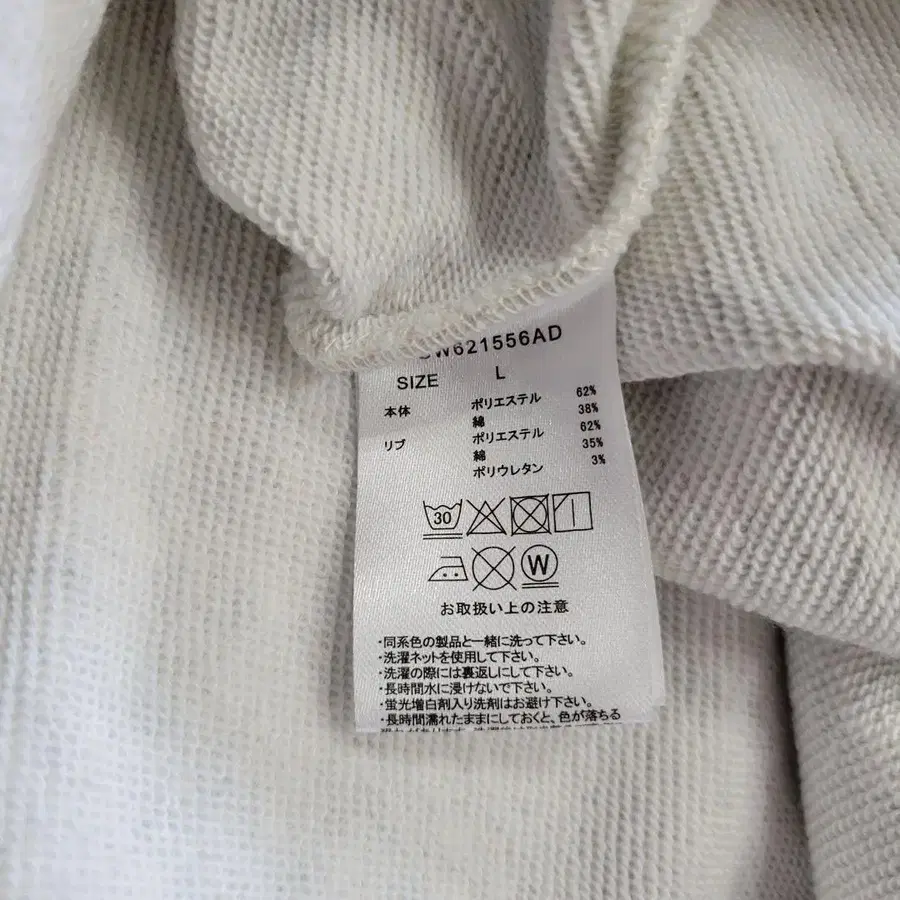 W621556AD
SIZE L
本体 ポリエステル 62%
綿 38%
リブ ポリエステル 62%
綿 35%
ポリウレタン 3%
30
W
お取扱い上の注意
・同系色の製品と一緒に洗って下さい。
・洗濯ネットを使用して下さい。
・洗濯の際には裏返しにして下さい。
・長時間水に浸けないで下さい。
・蛍光増白剤入り洗剤はお避け下さい。
・長時間濡れたままにしておくと、色が落ちる